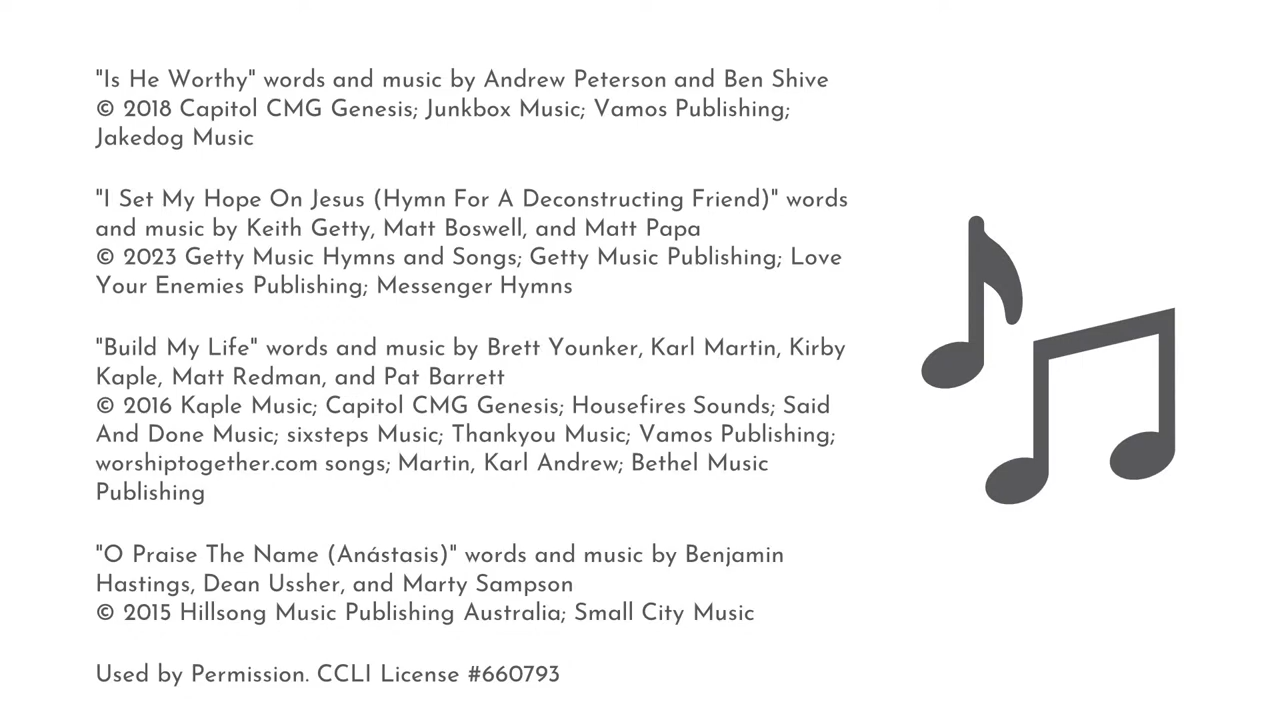 "Is He Worthy" words and music by Andrew Peterson and Ben Shive
© 2018 Capitol CMG Genesis; Junkbox Music; Vamos Publishing;
Jakedog Music
"I Set My Hope On Jesus (Hymn For A Deconstructing Friend)" words
and music by Keith Getty, Matt Boswell, and Matt Papa
© 2023 Getty Music Hymns and Songs; Getty Music Publishing; Love
Your Enemies Publishing; Messenger Hymns
"Build My Life" words and music by Brett Younker, Karl Martin, Kirby
Kaple, Matt Redman, and Pat Barrett
© 2016 Kaple Music; Capitol CMG Genesis; Housefires Sounds; Said
And Done Music; sixsteps Music; Thankyou Music; Vamos Publishing;
worshiptogether.com songs; Martin, Karl Andrew; Bethel Music
Publishing
"O Praise The Name (Anástasis)" words and music by Benjamin
Hastings, Dean Ussher, and Marty Sampson
© 2015 Hillsong Music Publishing Australia; Small City Music
Used by Permission. CCLI License #660793